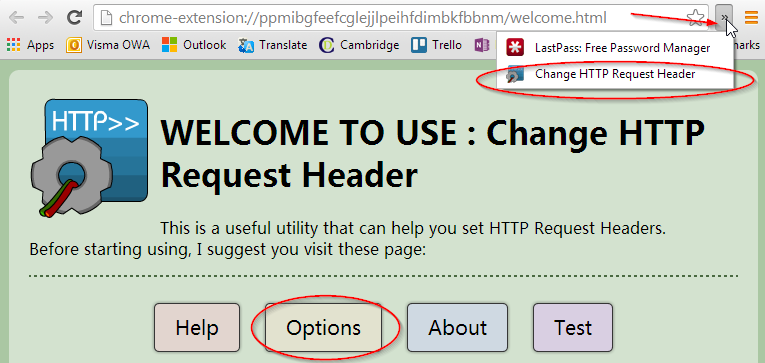 chrome-extension://ppmibgfeefcglejjlpeihfdimbkfbbnm/welcome.html
»
Apps Visma OWA Outlook Translate Cambridge Trello
LastPass: Free Password Manager
Change HTTP Request Header
HTTP>>
WELCOME TO USE : Change HTTP
Request Header
This is a useful utility that can help you set HTTP Request Headers.
Before starting using, I suggest you visit these page:
Help Options About Test